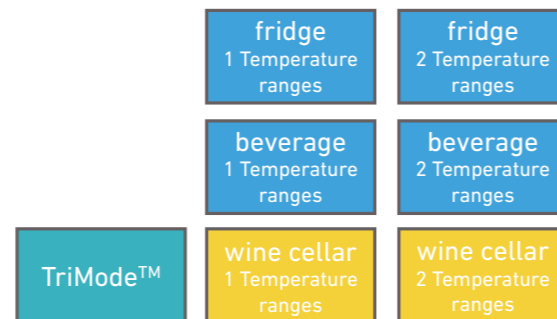 fridge
1 Temperature
ranges
fridge
2 Temperature
ranges
beverage
1 Temperature
ranges
beverage
2 Temperature
ranges
TriMode™
wine cellar
1 Temperature
ranges
wine cellar
2 Temperature
ranges